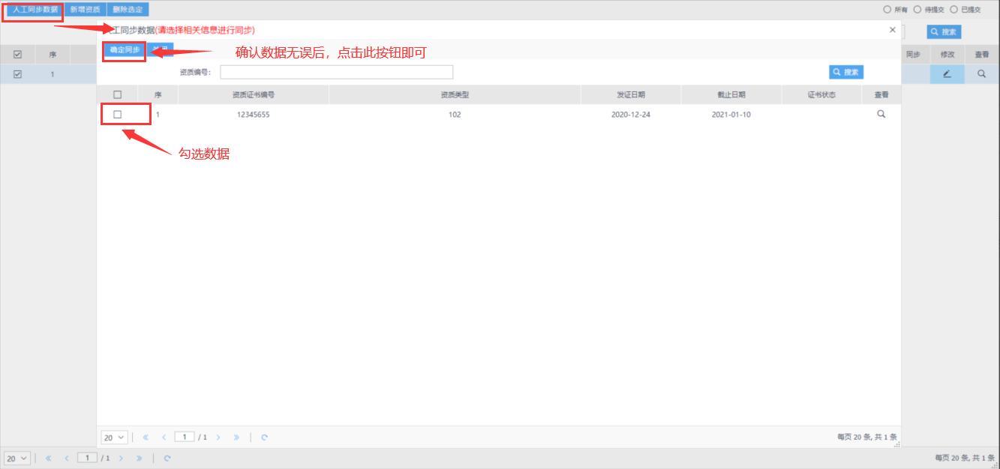 人工同步数据 新增资质 删除选定 所有 待提交 已提交
人工同步数据(请选择相关信息进行同步)
搜索
确定同步
确认数据无误后，点击此按钮即可
序 同步 修改 查看
1
资质编号: 搜索
序 资质证书编号 资质类型 发证日期 截止日期 证书状态 查看
1 12345655 102 2020-12-24 2021-01-10
勾选数据
20 1 / 1 每页 20 条, 共 1 条
20 1 / 1 每页 20 条, 共 1 条